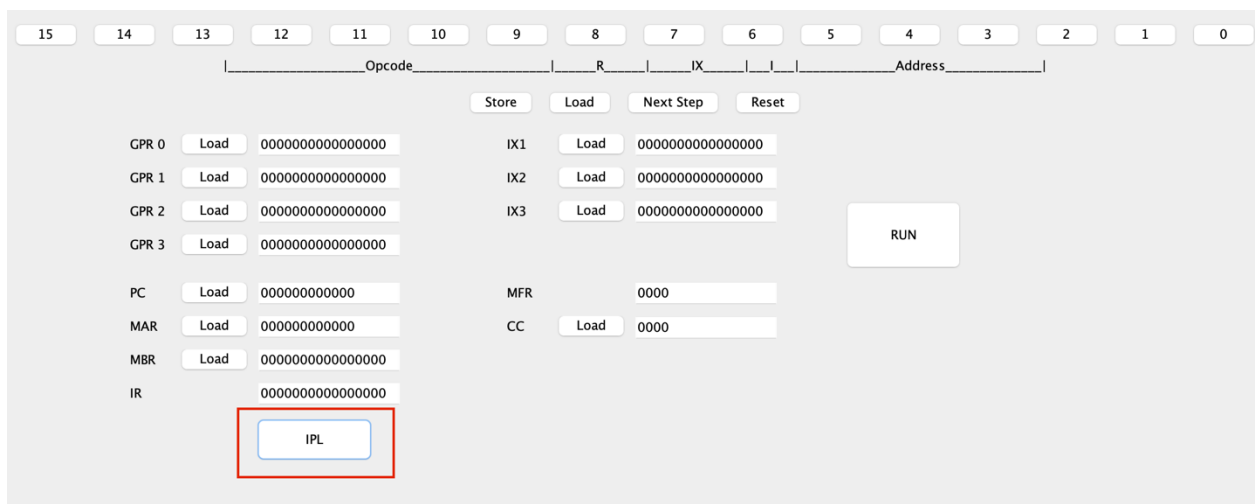 15 14 13 12 11 10 9 8 7 6 5 4 3 2 1 0
|____________________Opcode____________________|______R______|______IX______|___I___|______________Address______________|
Store Load Next Step Reset
GPR 0 Load 0000000000000000 IX1 Load 0000000000000000
GPR 1 Load 0000000000000000 IX2 Load 0000000000000000
GPR 2 Load 0000000000000000 IX3 Load 0000000000000000
RUN
GPR 3 Load 0000000000000000
PC Load 000000000000 MFR 0000
MAR Load 000000000000 CC Load 0000
MBR Load 0000000000000000
IR 0000000000000000
IPL